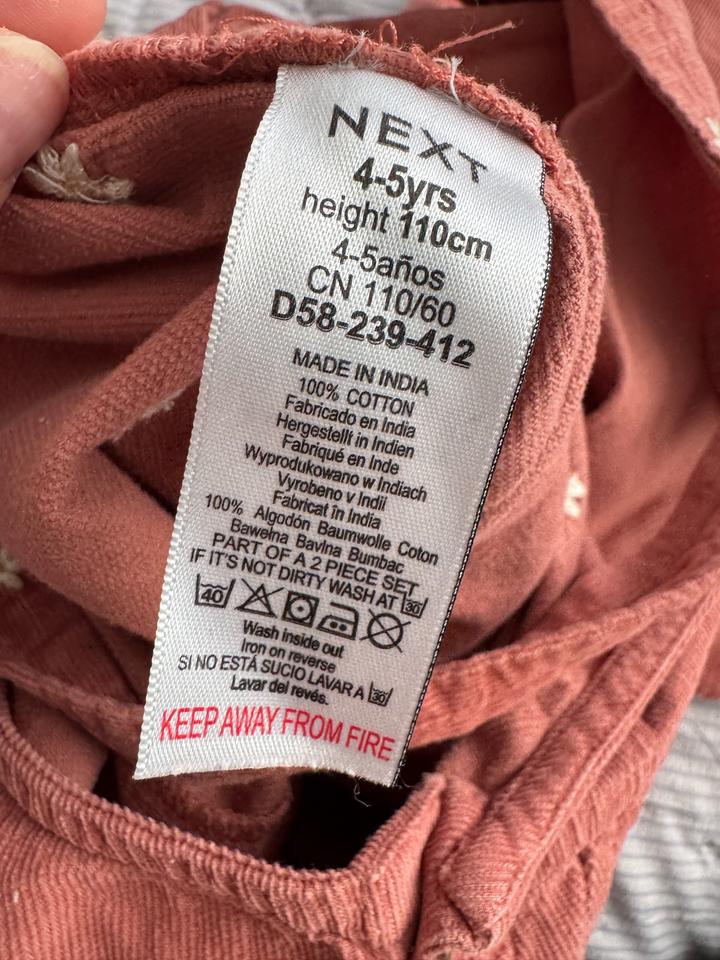 NEXT
4-5yrs
height 110cm
4-5años
CN 110/60
D58-239-412
MADE IN INDIA
100% COTTON
Fabricado en India
Hergestellt in Indien
Fabriqué en Inde
Wyprodukowano w Indiach
Vyrobeno v Indii
Fabricat în India
100% Algodón Baumwolle Coton
Bawełna Bavlna Bumbac
PART OF A 2 PIECE SET
IF IT'S NOT DIRTY WASH AT 30
40
Wash inside out
Iron on reverse
SI NO ESTÁ SUCIO LAVAR A 30
Lavar del revés.
KEEP AWAY FROM FIRE